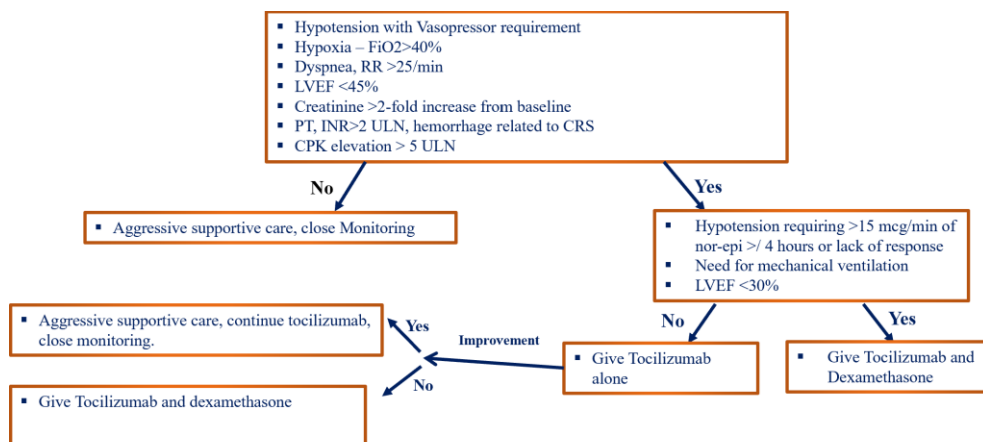 ▪ Hypotension with Vasopressor requirement
▪ Hypoxia – FiO2>40%
▪ Dyspnea, RR >25/min
▪ LVEF <45%
▪ Creatinine >2-fold increase from baseline
▪ PT, INR>2 ULN, hemorrhage related to CRS
▪ CPK elevation > 5 ULN
No
Yes
▪ Aggressive supportive care, close Monitoring
▪ Hypotension requiring >15 mcg/min of
nor-epi >/ 4 hours or lack of response
▪ Need for mechanical ventilation
▪ LVEF <30%
No
Yes
▪ Aggressive supportive care, continue tocilizumab,
close monitoring.
Yes
Improvement
▪ Give Tocilizumab
alone
▪ Give Tocilizumab and
Dexamethasone
No
▪ Give Tocilizumab and dexamethasone